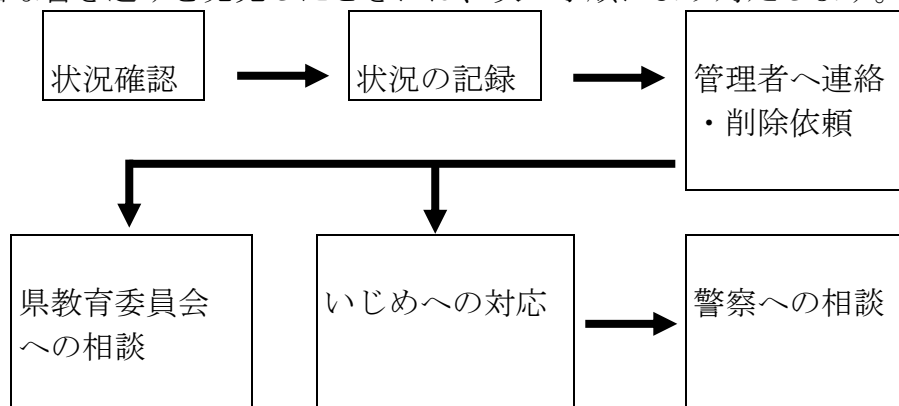 状況確認
状況の記録
管理者へ連絡
・削除依頼
県教育委員会
への相談
いじめへの対応
警察への相談